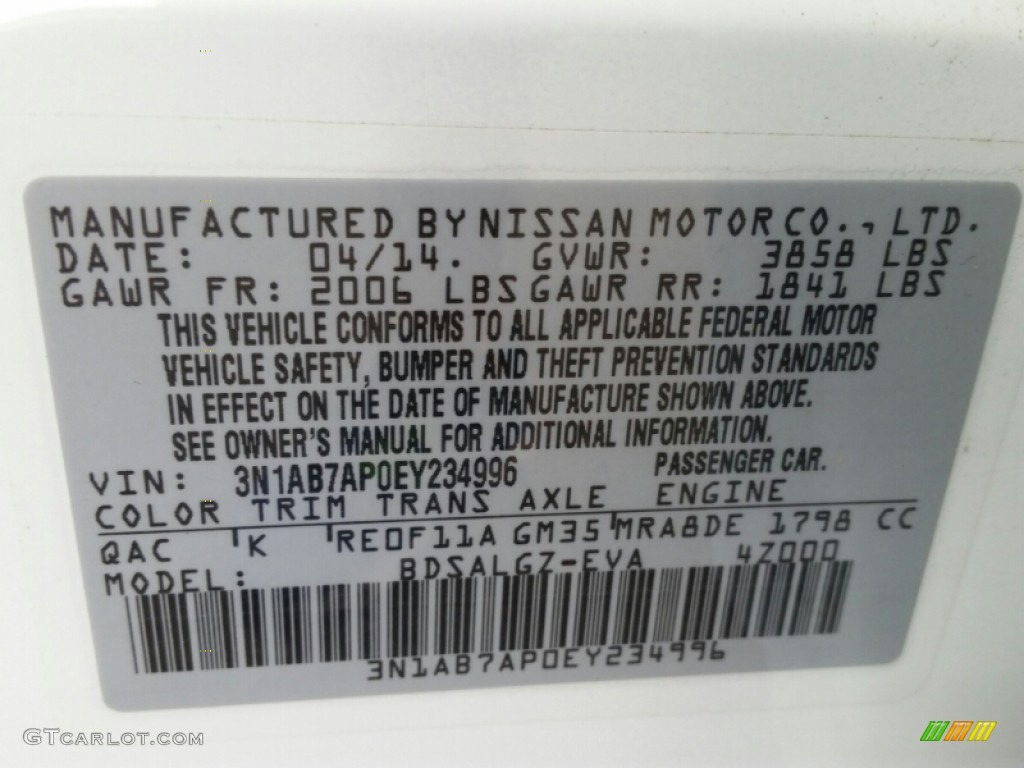 MANUFACTURED BY NISSAN MOTOR CO., LTD.
DATE: 04/14. GVWR: 3858 LBS
GAWR FR: 2006 LBS GAWR RR: 1841 LBS
THIS VEHICLE CONFORMS TO ALL APPLICABLE FEDERAL MOTOR
VEHICLE SAFETY, BUMPER AND THEFT PREVENTION STANDARDS
IN EFFECT ON THE DATE OF MANUFACTURE SHOWN ABOVE.
SEE OWNER'S MANUAL FOR ADDITIONAL INFORMATION.
VIN: 3N1AB7AP0EY234996 PASSENGER CAR.
COLOR TRIM TRANS AXLE ENGINE
QAC K RE0F11A GM35 MRA8DE 1798 CC
MODEL: BDSALGZ-EVA 4Z000
3N1AB7AP0EY234996
GTCARLOT.COM